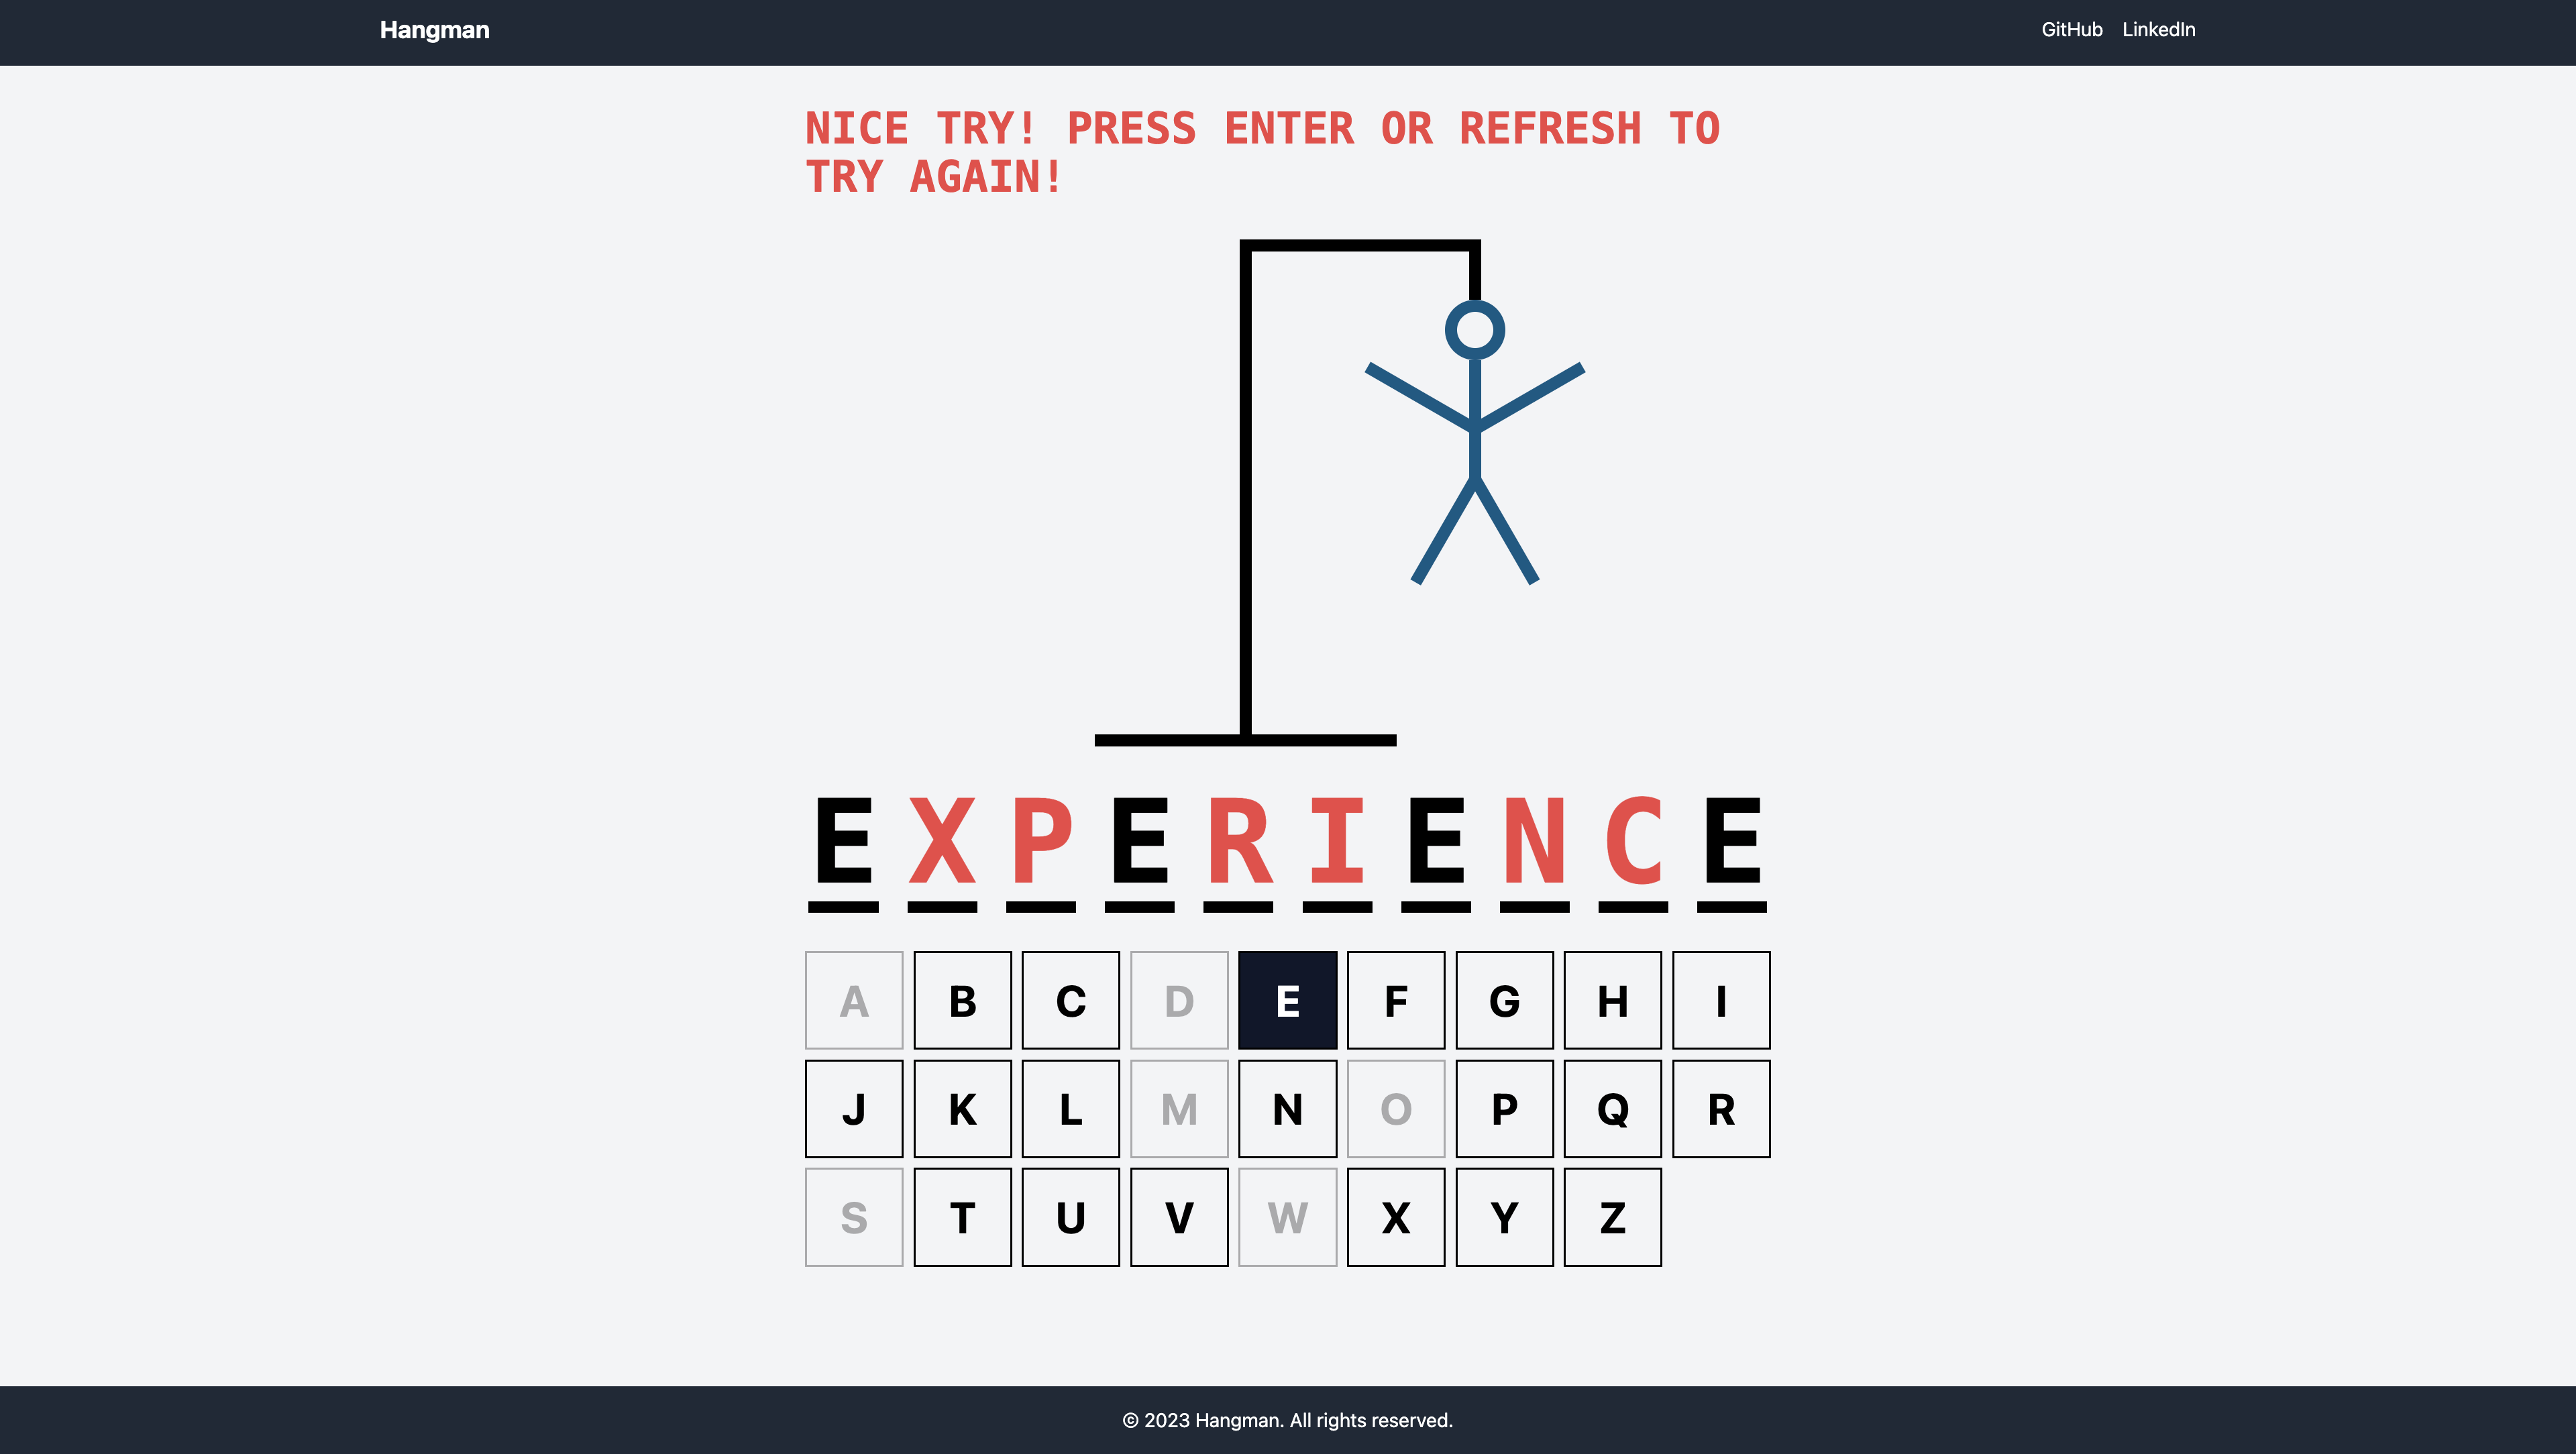 Hangman GitHub LinkedIn
NICE TRY! PRESS ENTER OR REFRESH TO
TRY AGAIN!
E X P E R I E N C E
A B C D E F G H I
J K L M N O P Q R
S T U V W X Y Z
© 2023 Hangman. All rights reserved.